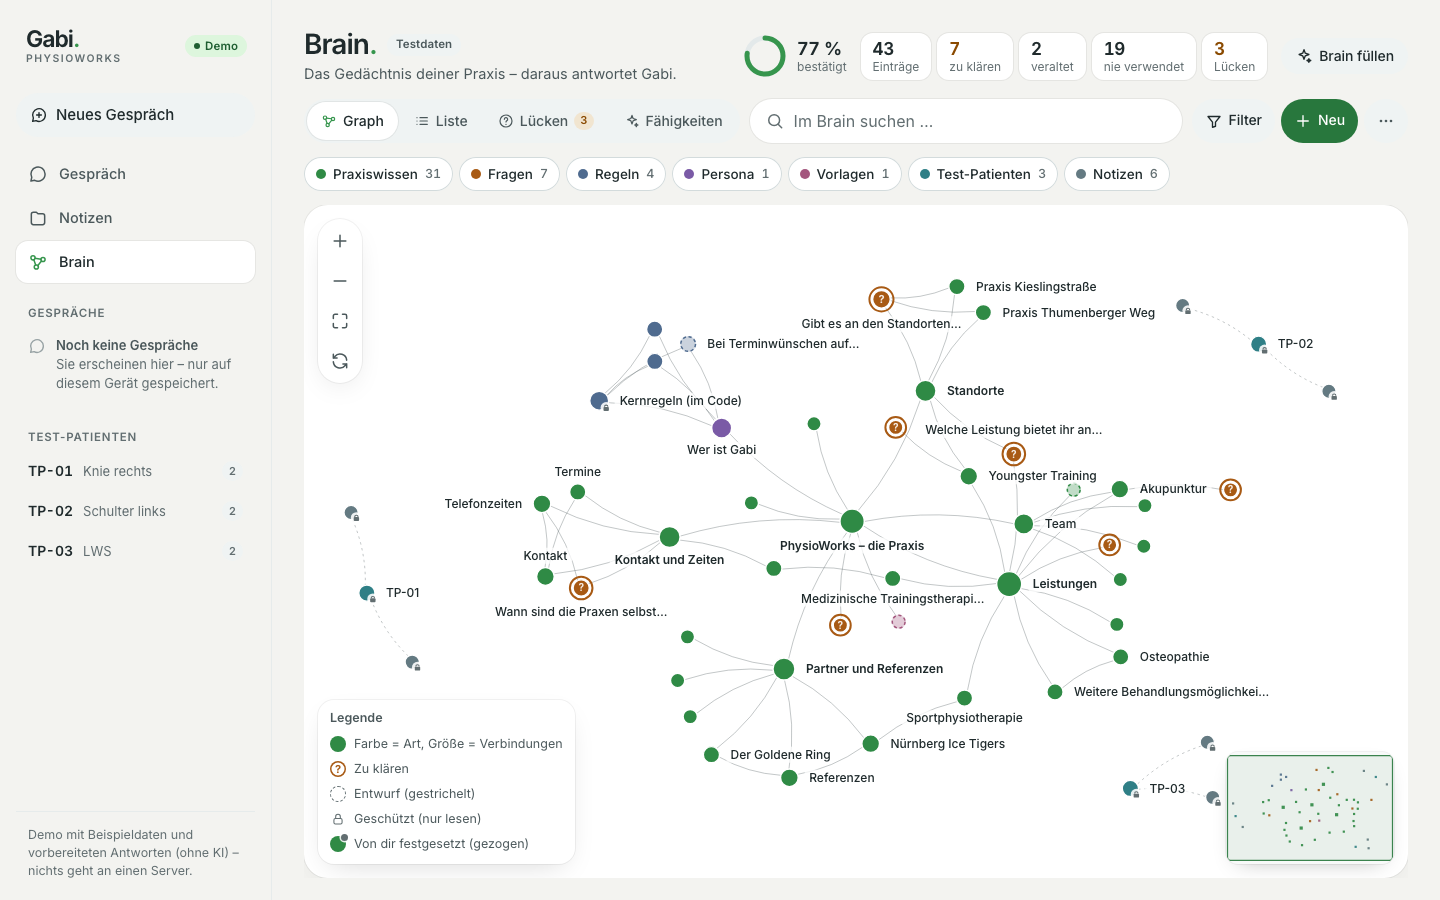 Gabi.
PHYSIOWORKS
Demo
Neues Gespräch
Gespräch
Notizen
Brain
GESPRÄCHE
Noch keine Gespräche
Sie erscheinen hier – nur auf
diesem Gerät gespeichert.
TEST-PATIENTEN
TP-01 Knie rechts 2
TP-02 Schulter links 2
TP-03 LWS 2
Demo mit Beispieldaten und
vorbereiteten Antworten (ohne KI) –
nichts geht an einen Server.
Brain. Testdaten
Das Gedächtnis deiner Praxis – daraus antwortet Gabi.
77 %
bestätigt
43
Einträge
7
zu klären
2
veraltet
19
nie verwendet
3
Lücken
Brain füllen
Graph
Liste
Lücken 3
Fähigkeiten
Im Brain suchen ...
Filter
+ Neu
...
Praxiswissen 31
Fragen 7
Regeln 4
Persona 1
Vorlagen 1
Test-Patienten 3
Notizen 6
Praxis Kieslingstraße
Praxis Thumenberger Weg
Gibt es an den Standorten…
Bei Terminwünschen auf…
TP-02
Standorte
Kernregeln (im Code)
Welche Leistung bietet ihr an…
Wer ist Gabi
Termine
Youngster Training
Akupunktur
Telefonzeiten
Team
PhysioWorks – die Praxis
Kontakt
Kontakt und Zeiten
Leistungen
TP-01
Medizinische Trainingstherapi…
Wann sind die Praxen selbst…
Osteopathie
Partner und Referenzen
Weitere Behandlungsmöglichkei…
Sportphysiotherapie
Nürnberg Ice Tigers
Der Goldene Ring
Referenzen
TP-03
Legende
Farbe = Art, Größe = Verbindungen
? Zu klären
Entwurf (gestrichelt)
Geschützt (nur lesen)
Von dir festgesetzt (gezogen)